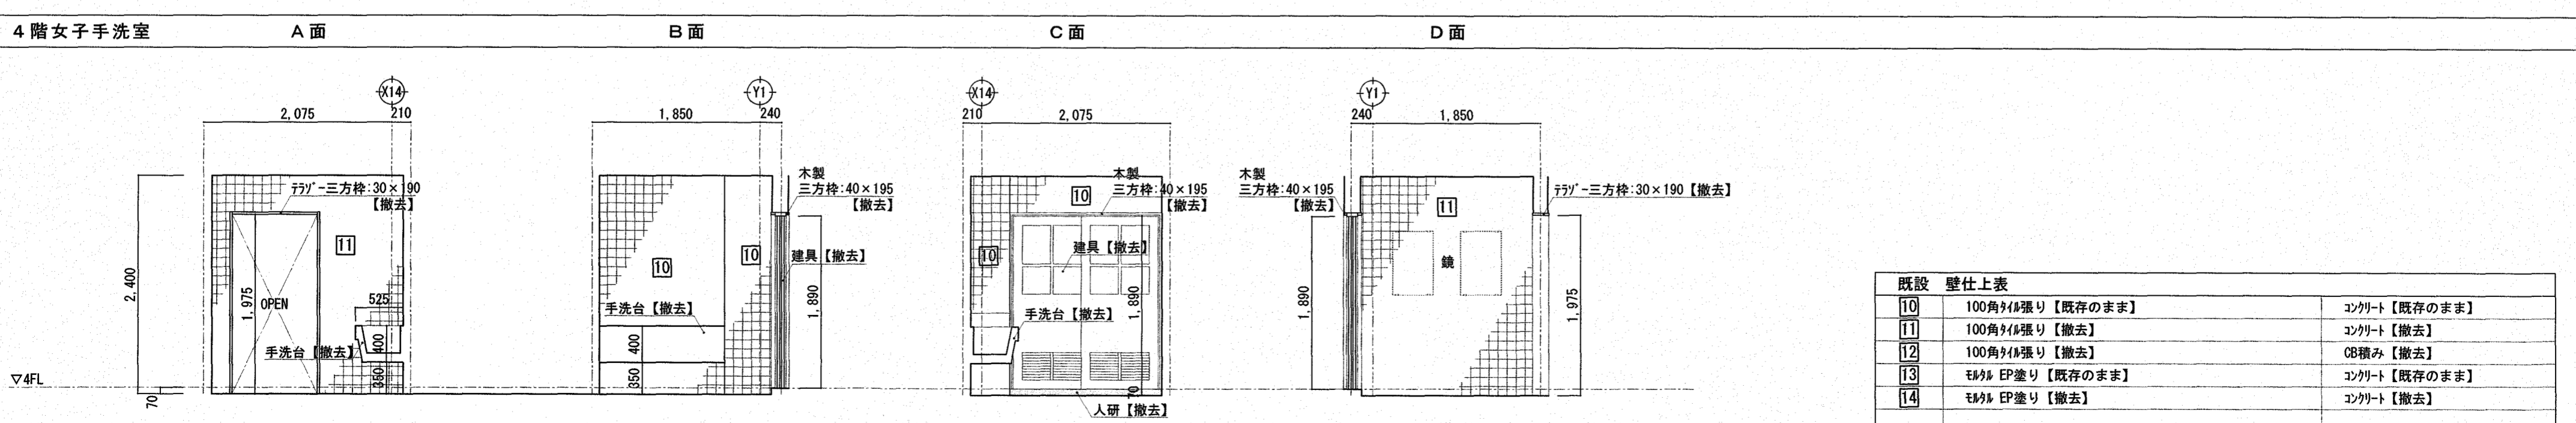 4階女子手洗室 A面 B面 C面 D面
X14
2,075 210
テラゾー三方枠:30×190
【撤去】
11
2,400
1,975
OPEN
525
手洗台【撤去】
400
350
▽4FL
70
Y1
1,850 240
木製
三方枠:40×195
【撤去】
10
10
建具【撤去】
手洗台【撤去】
1,890
400
350
X14
210 2,075
木製
三方枠:40×195
【撤去】
10
10
建具【撤去】
1,890
手洗台【撤去】
70
人研【撤去】
Y1
240 1,850
木製
三方枠:40×195
【撤去】
テラゾー三方枠:30×190【撤去】
11
鏡
1,890
1,975
既設 壁仕上表
10 100角タイル張り【既存のまま】 コンクリート【既存のまま】
11 100角タイル張り【撤去】 コンクリート【撤去】
12 100角タイル張り【撤去】 CB積み【撤去】
13 モルタル EP塗り【既存のまま】 コンクリート【既存のまま】
14 モルタル EP塗り【撤去】 コンクリート【撤去】